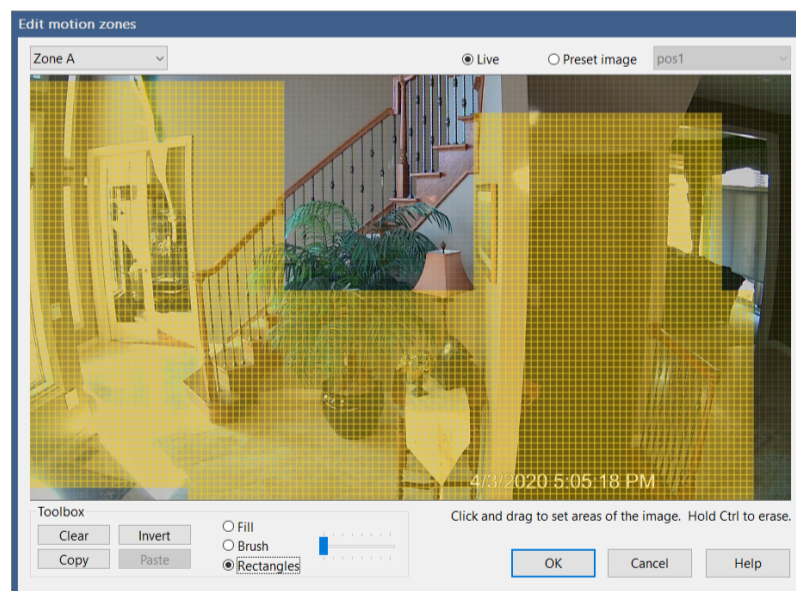 Edit motion zones
Zone A
Live
Preset image
pos1
4/3/2020 5:05:18 PM
Toolbox
Clear
Invert
Copy
Paste
Fill
Brush
Rectangles
Click and drag to set areas of the image.  Hold Ctrl to erase.
OK
Cancel
Help